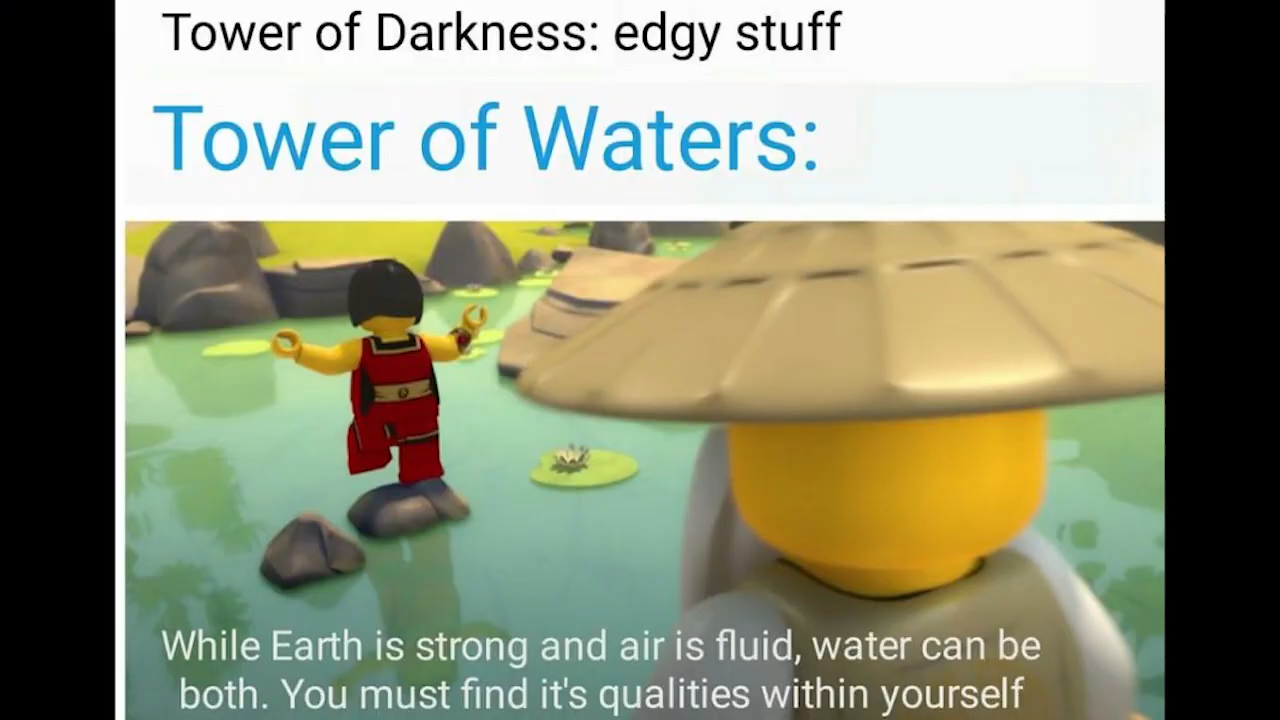 Tower of Darkness: edgy stuff
Tower of Waters:
While Earth is strong and air is fluid, water can be
both. You must find it's qualities within yourself